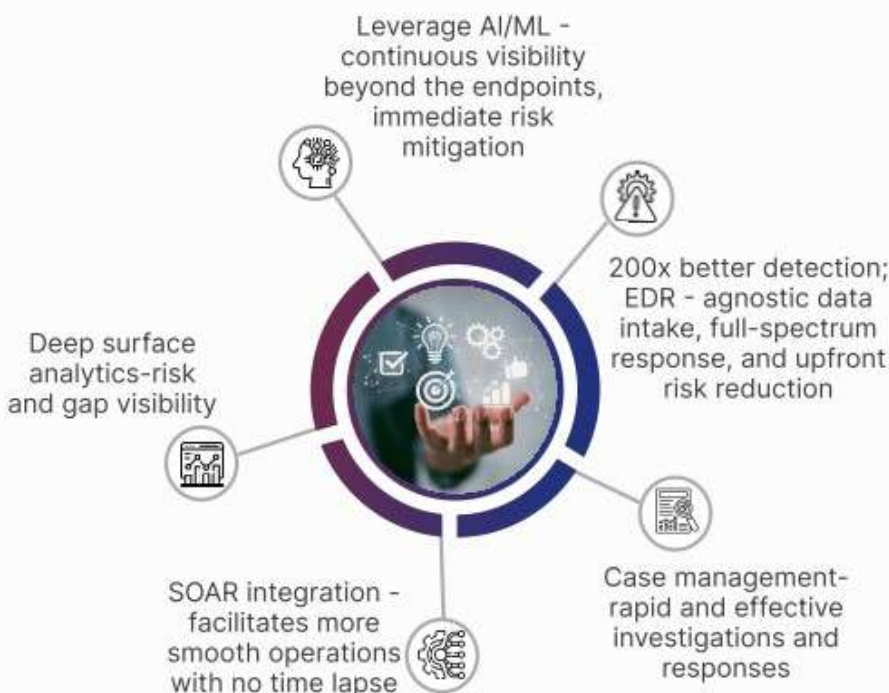 Leverage AI/ML -
continuous visibility
beyond the endpoints,
immediate risk
mitigation
200x better detection;
EDR - agnostic data
intake, full-spectrum
response, and upfront
risk reduction
Deep surface
analytics-risk
and gap visibility
Case management-
rapid and effective
investigations and
responses
SOAR integration -
facilitates more
smooth operations
with no time lapse